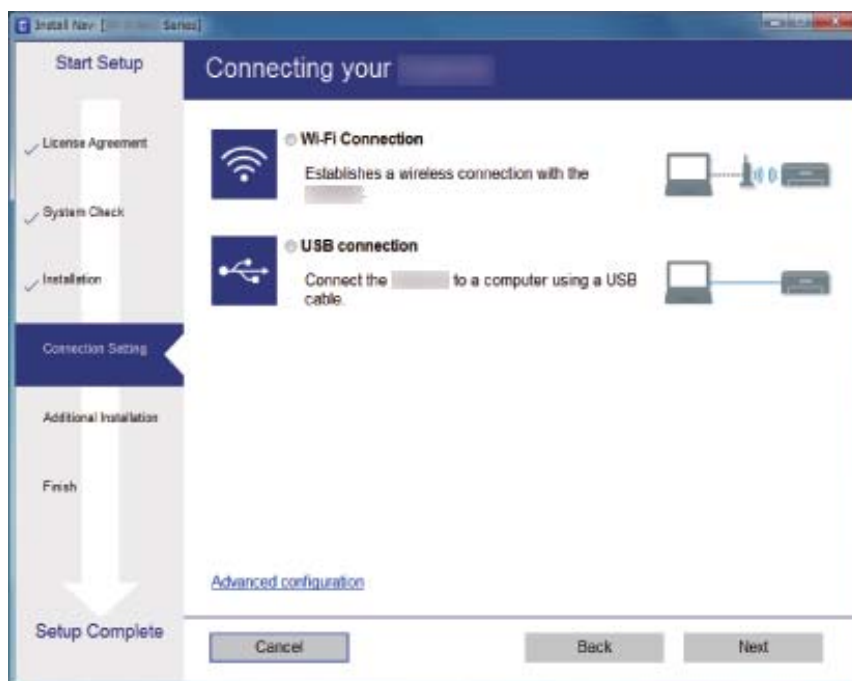 Install Nav [ Series]
Start Setup
License Agreement
System Check
Installation
Connection Setting
Additional Installation
Finish
Setup Complete
Connecting your
Wi-Fi Connection
Establishes a wireless connection with the
.
USB connection
Connect the to a computer using a USB
cable.
Advanced configuration
Cancel
Back
Next